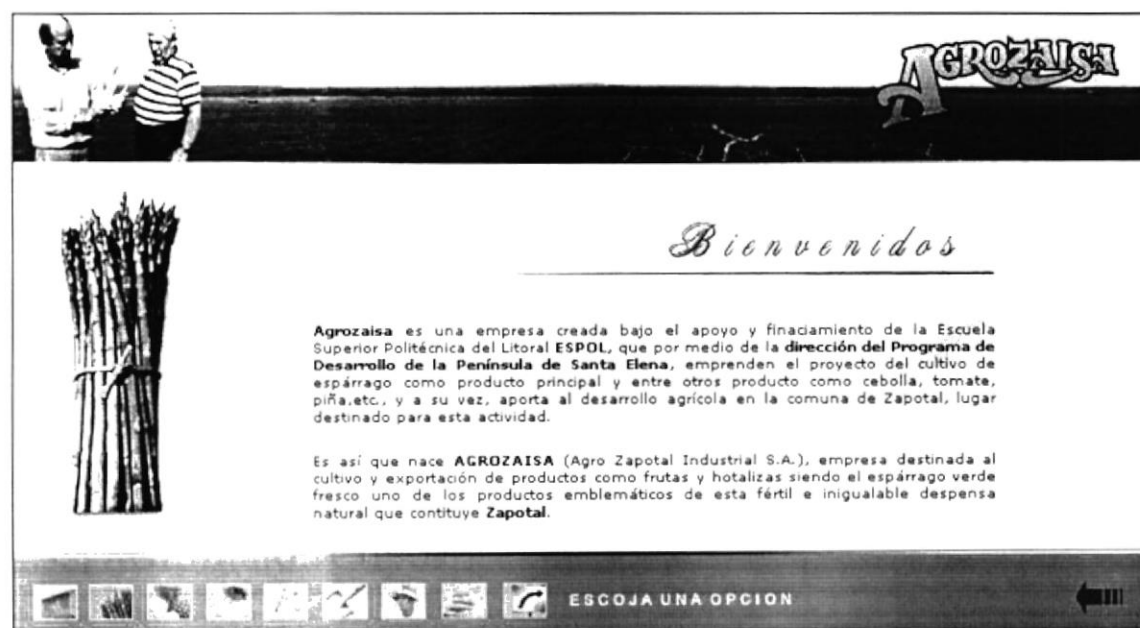 AGROZAISA
Bienvenidos
Agrozaisa es una empresa creada bajo el apoyo y finaciamiento de la Escuela
Superior Politécnica del Litoral ESPOL, que por medio de la dirección del Programa de
Desarrollo de la Península de Santa Elena, emprenden el proyecto del cultivo de
espárrago como producto principal y entre otros producto como cebolla, tomate,
piña.etc., y a su vez, aporta al desarrollo agrícola en la comuna de Zapotal, lugar
destinado para esta actividad.
Es así que nace AGROZAISA (Agro Zapotal Industrial S.A.), empresa destinada al
cultivo y exportación de productos como frutas y hotalizas siendo el espárrago verde
fresco uno de los productos emblemáticos de esta fértil e inigualable despensa
natural que contituye Zapotal.
ESCOJA UNA OPCION